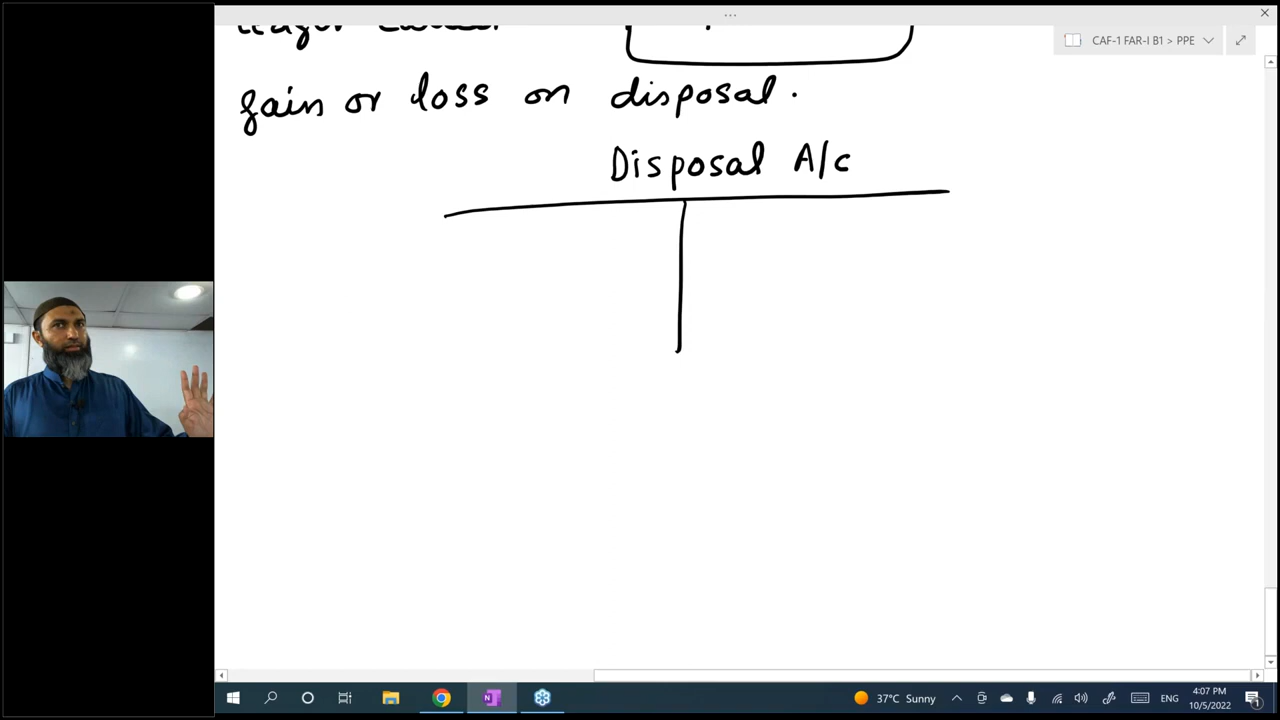 CAF-1 FAR-I B1 > PPE
gain or loss on disposal.
Disposal A/c
37°C Sunny
ENG
4:07 PM
10/5/2022